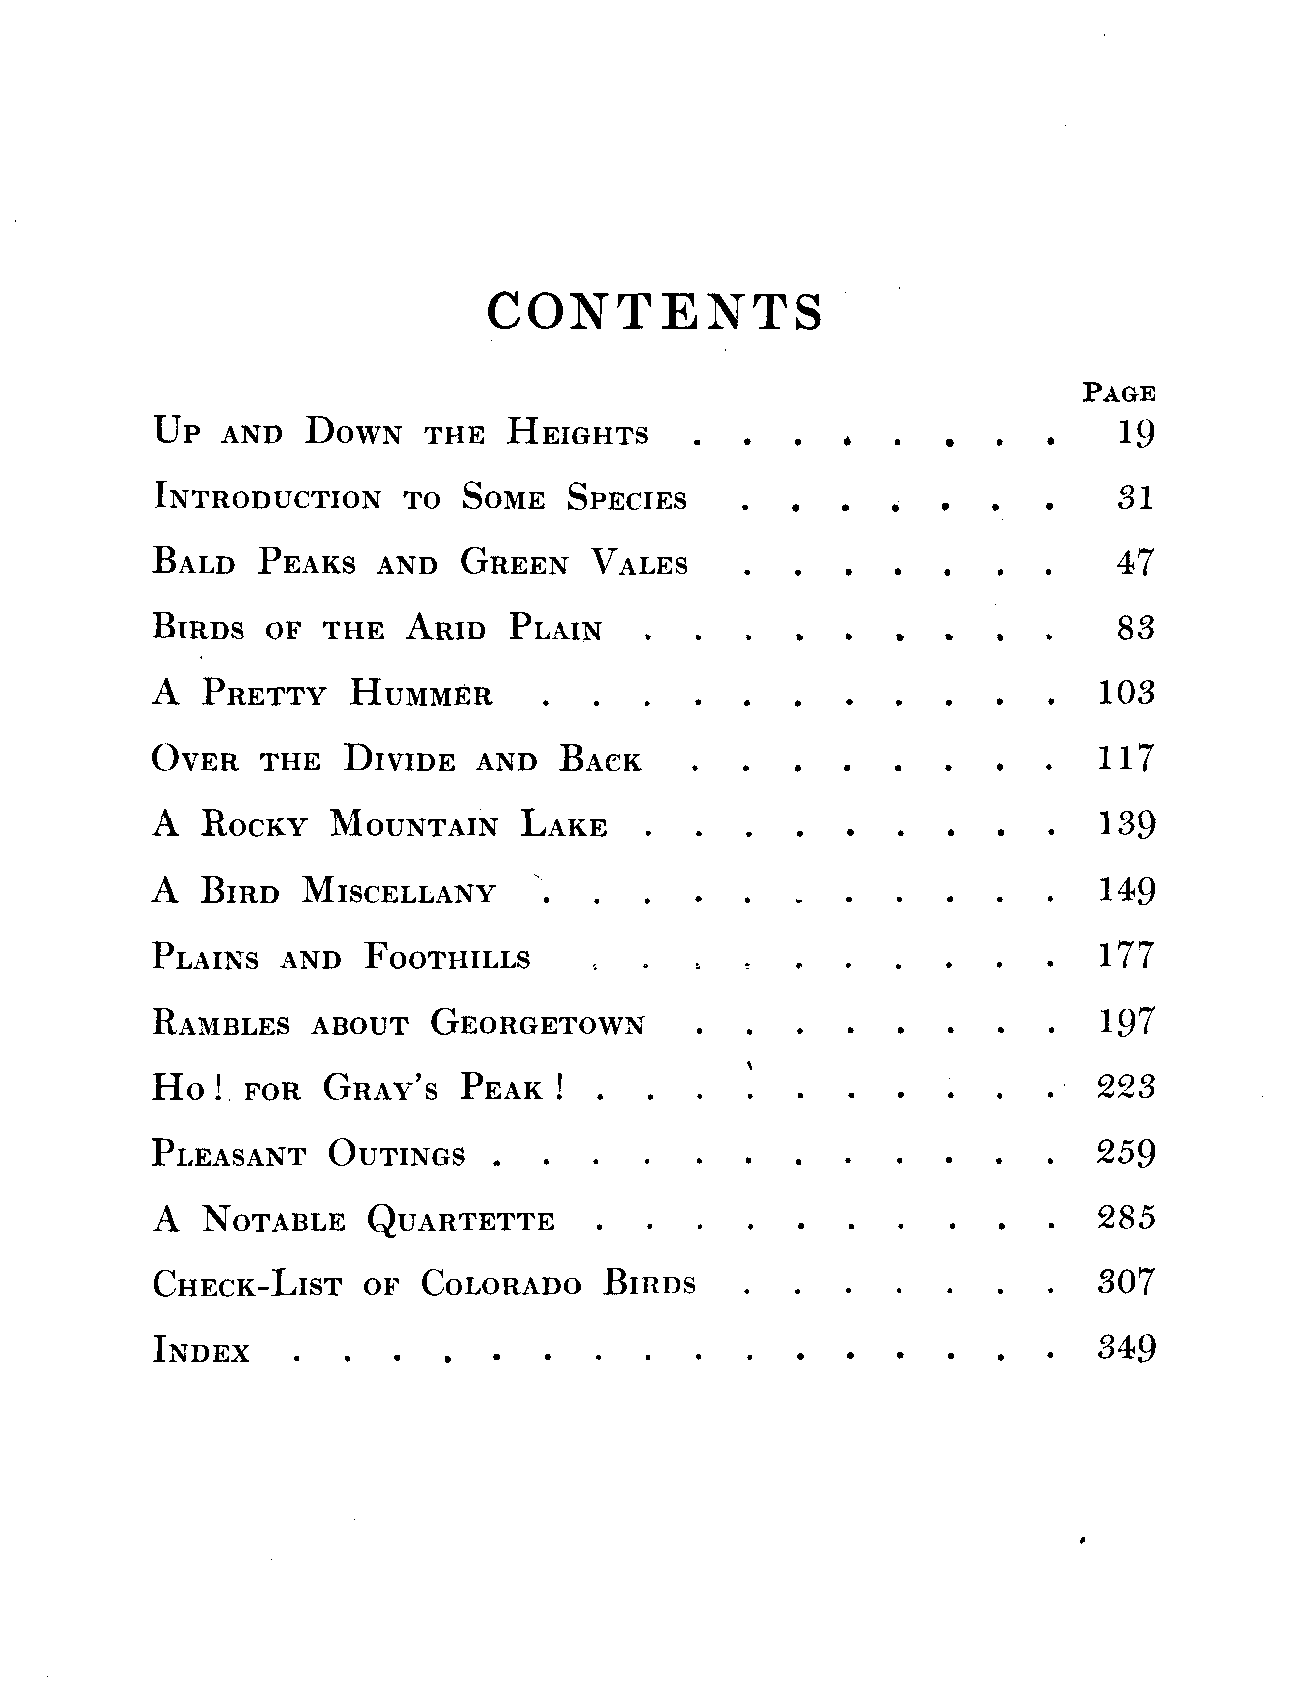 CONTENTS
PAGE
UP AND DOWN THE HEIGHTS . . . . . . . . 19
INTRODUCTION TO SOME SPECIES . . . . . . . 31
BALD PEAKS AND GREEN VALES . . . . . . . 47
BIRDS OF THE ARID PLAIN . . . . . . . . . 83
A PRETTY HUMMER . . . . . . . . . . . 103
OVER THE DIVIDE AND BACK . . . . . . . . 117
A ROCKY MOUNTAIN LAKE . . . . . . . . . 139
A BIRD MISCELLANY . . . . . . . . . . . 149
PLAINS AND FOOTHILLS . . . . . . . . . . 177
RAMBLES ABOUT GEORGETOWN . . . . . . . . 197
HO! FOR GRAY'S PEAK! . . . . . . . . . . 223
PLEASANT OUTINGS . . . . . . . . . . . . 259
A NOTABLE QUARTETTE . . . . . . . . . . 285
CHECK-LIST OF COLORADO BIRDS . . . . . . . 307
INDEX . . . . . . . . . . . . . . . . 349